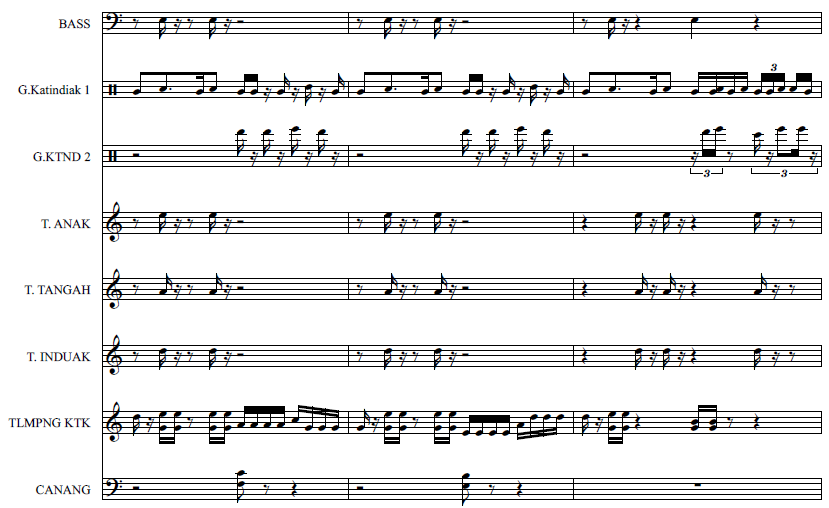 BASS
G.Katindiak 1
3
G.KTND 2
3
3
T. ANAK
T. TANGAH
T. INDUAK
TLMPNG KTK
CANANG